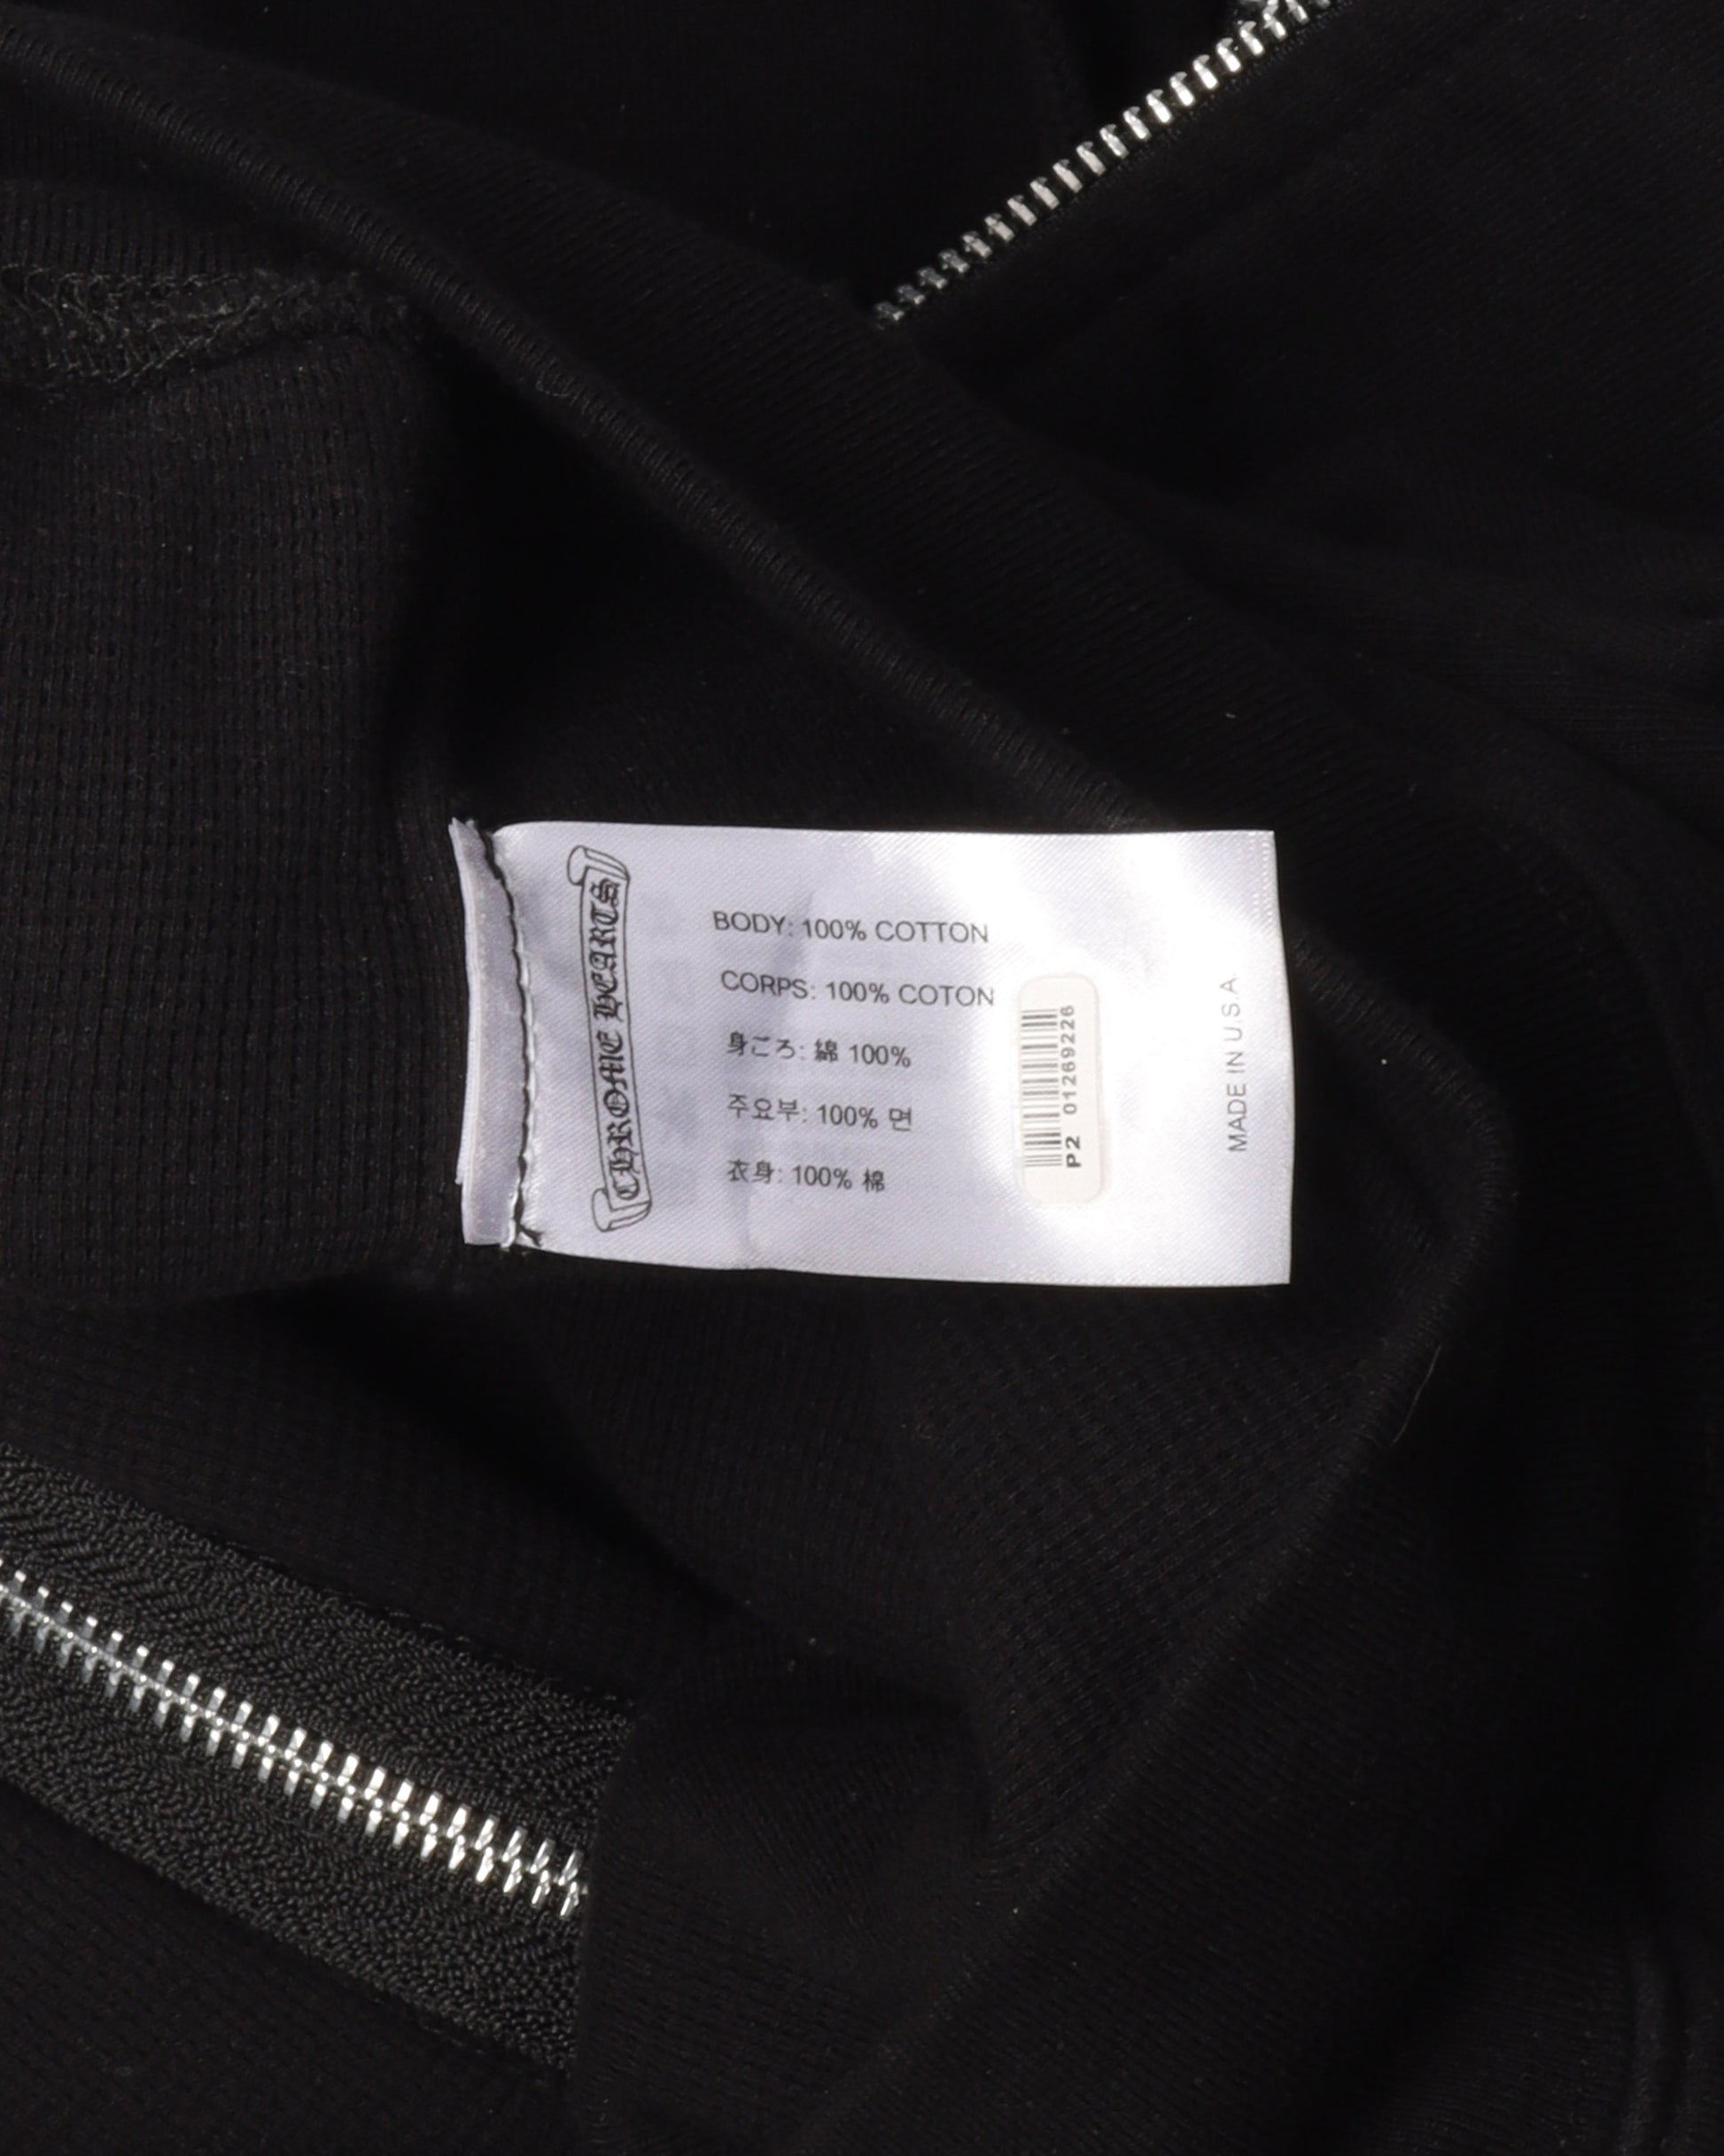 CHROME HEARTS
BODY: 100% COTTON
CORPS: 100% COTON
身ごろ: 綿 100%
주요부: 100% 면
衣身: 100% 棉
P2 01269226
MADE IN U.S.A